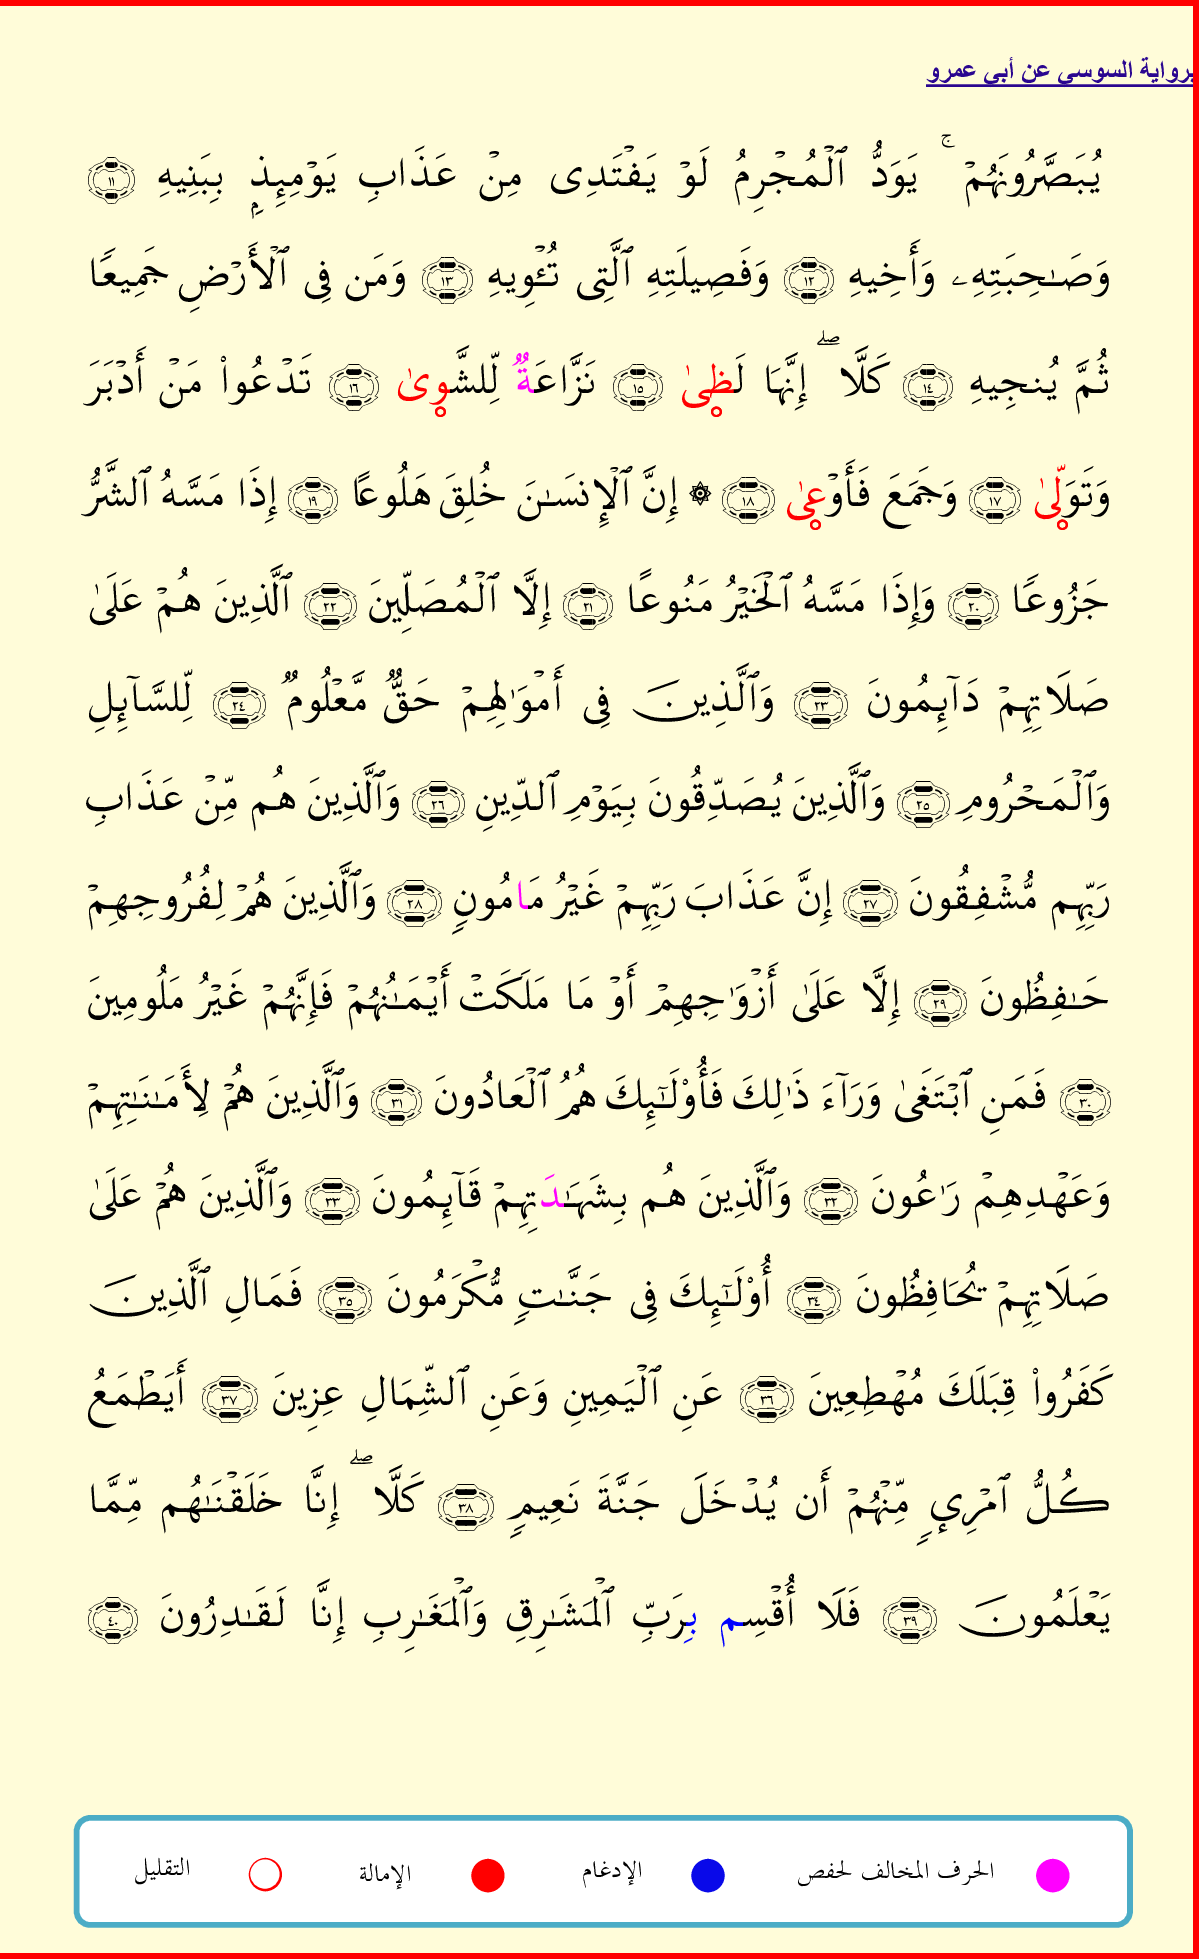 برواية السوسي عن أبي عمرو
يُبَصَّرُونَهُمْ ۚ يَوَدُّ ٱلْمُجْرِمُ لَوْ يَفْتَدِى مِنْ عَذَابِ يَوْمِئِذِۭ بِبَنِيهِ ١١
وَصَـٰحِبَتِهِۦ وَأَخِيهِ ١٢ وَفَصِيلَتِهِ ٱلَّتِى تُـْٔوِيهِ ١٣ وَمَن فِى ٱلْأَرْضِ جَمِيعًا
ثُمَّ يُنجِيهِ ١٤ كَلَّا ۖ إِنَّهَا لَظٜىٰ ١٥ نَزَّاعَةٌ لِّلشَّوٜىٰ ١٦ تَدْعُوا۟ مَنْ أَدْبَرَ
وَتَوَلّٜىٰ ١٧ وَجَمَعَ فَأَوْعٜىٰ ١٨ ۞ إِنَّ ٱلْإِنسَـٰنَ خُلِقَ هَلُوعًا ١٩ إِذَا مَسَّهُ ٱلشَّرُّ
جَزُوعًا ٢٠ وَإِذَا مَسَّهُ ٱلْخَيْرُ مَنُوعًا ٢١ إِلَّا ٱلْمُصَلِّينَ ٢٢ ٱلَّذِينَ هُمْ عَلَىٰ
صَلَاتِهِمْ دَآئِمُونَ ٢٣ وَٱلَّذِينَ فِى أَمْوَٰلِهِمْ حَقٌّ مَّعْلُومٌ ٢٤ لِّلسَّآئِلِ
وَٱلْمَحْرُومِ ٢٥ وَٱلَّذِينَ يُصَدِّقُونَ بِيَوْمِ ٱلدِّينِ ٢٦ وَٱلَّذِينَ هُم مِّنْ عَذَابِ
رَبِّهِم مُّشْفِقُونَ ٢٧ إِنَّ عَذَابَ رَبِّهِمْ غَيْرُ مَامُونٍ ٢٨ وَٱلَّذِينَ هُمْ لِفُرُوجِهِمْ
حَـٰفِظُونَ ٢٩ إِلَّا عَلَىٰ أَزْوَٰجِهِمْ أَوْ مَا مَلَكَتْ أَيْمَـٰنُهُمْ فَإِنَّهُمْ غَيْرُ مَلُومِينَ
٣٠ فَمَنِ ٱبْتَغَىٰ وَرَآءَ ذَٰلِكَ فَأُو۟لَـٰٓئِكَ هُمُ ٱلْعَادُونَ ٣١ وَٱلَّذِينَ هُمْ لِأَمَـٰنَـٰتِهِمْ
وَعَهْدِهِمْ رَٰعُونَ ٣٢ وَٱلَّذِينَ هُم بِشَهَـٰدَتِهِمْ قَآئِمُونَ ٣٣ وَٱلَّذِينَ هُمْ عَلَىٰ
صَلَاتِهِمْ يُحَافِظُونَ ٣٤ أُو۟لَـٰٓئِكَ فِى جَنَّـٰتٍ مُّكْرَمُونَ ٣٥ فَمَالِ ٱلَّذِينَ
كَفَرُوا۟ قِبَلَكَ مُهْطِعِينَ ٣٦ عَنِ ٱلْيَمِينِ وَعَنِ ٱلشِّمَالِ عِزِينَ ٣٧ أَيَطْمَعُ
كُلُّ ٱمْرِئٍ مِّنْهُمْ أَن يُدْخَلَ جَنَّةَ نَعِيمٍ ٣٨ كَلَّا ۖ إِنَّا خَلَقْنَـٰهُم مِّمَّا
يَعْلَمُونَ ٣٩ فَلَا أُقْسِم بِرَبِّ ٱلْمَشَـٰرِقِ وَٱلْمَغَـٰرِبِ إِنَّا لَقَـٰدِرُونَ ٤٠
الحرف المخالف لحفص الإدغام الإمالة التقليل